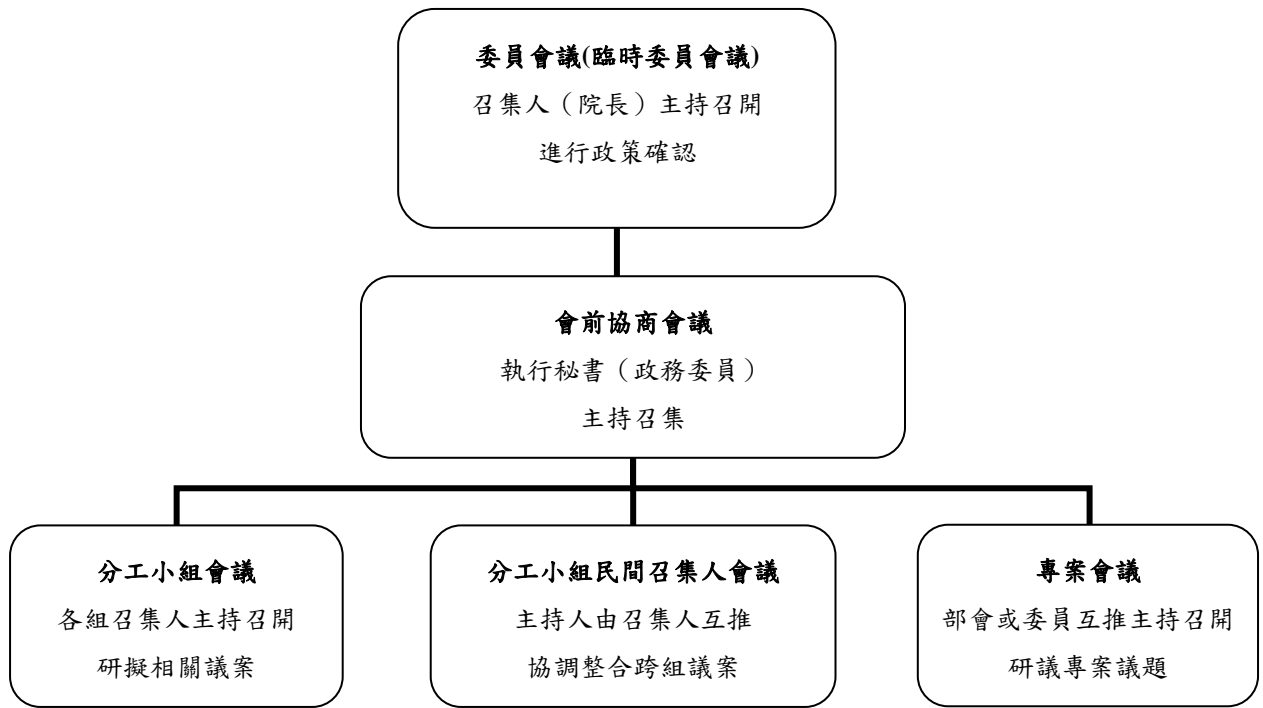 委員會議(臨時委員會議)
召集人（院長）主持召開
進行政策確認
會前協商會議
執行秘書（政務委員）
主持召集
分工小組會議
各組召集人主持召開
研擬相關議案
分工小組民間召集人會議
主持人由召集人互推
協調整合跨組議案
專案會議
部會或委員互推主持召開
研議專案議題